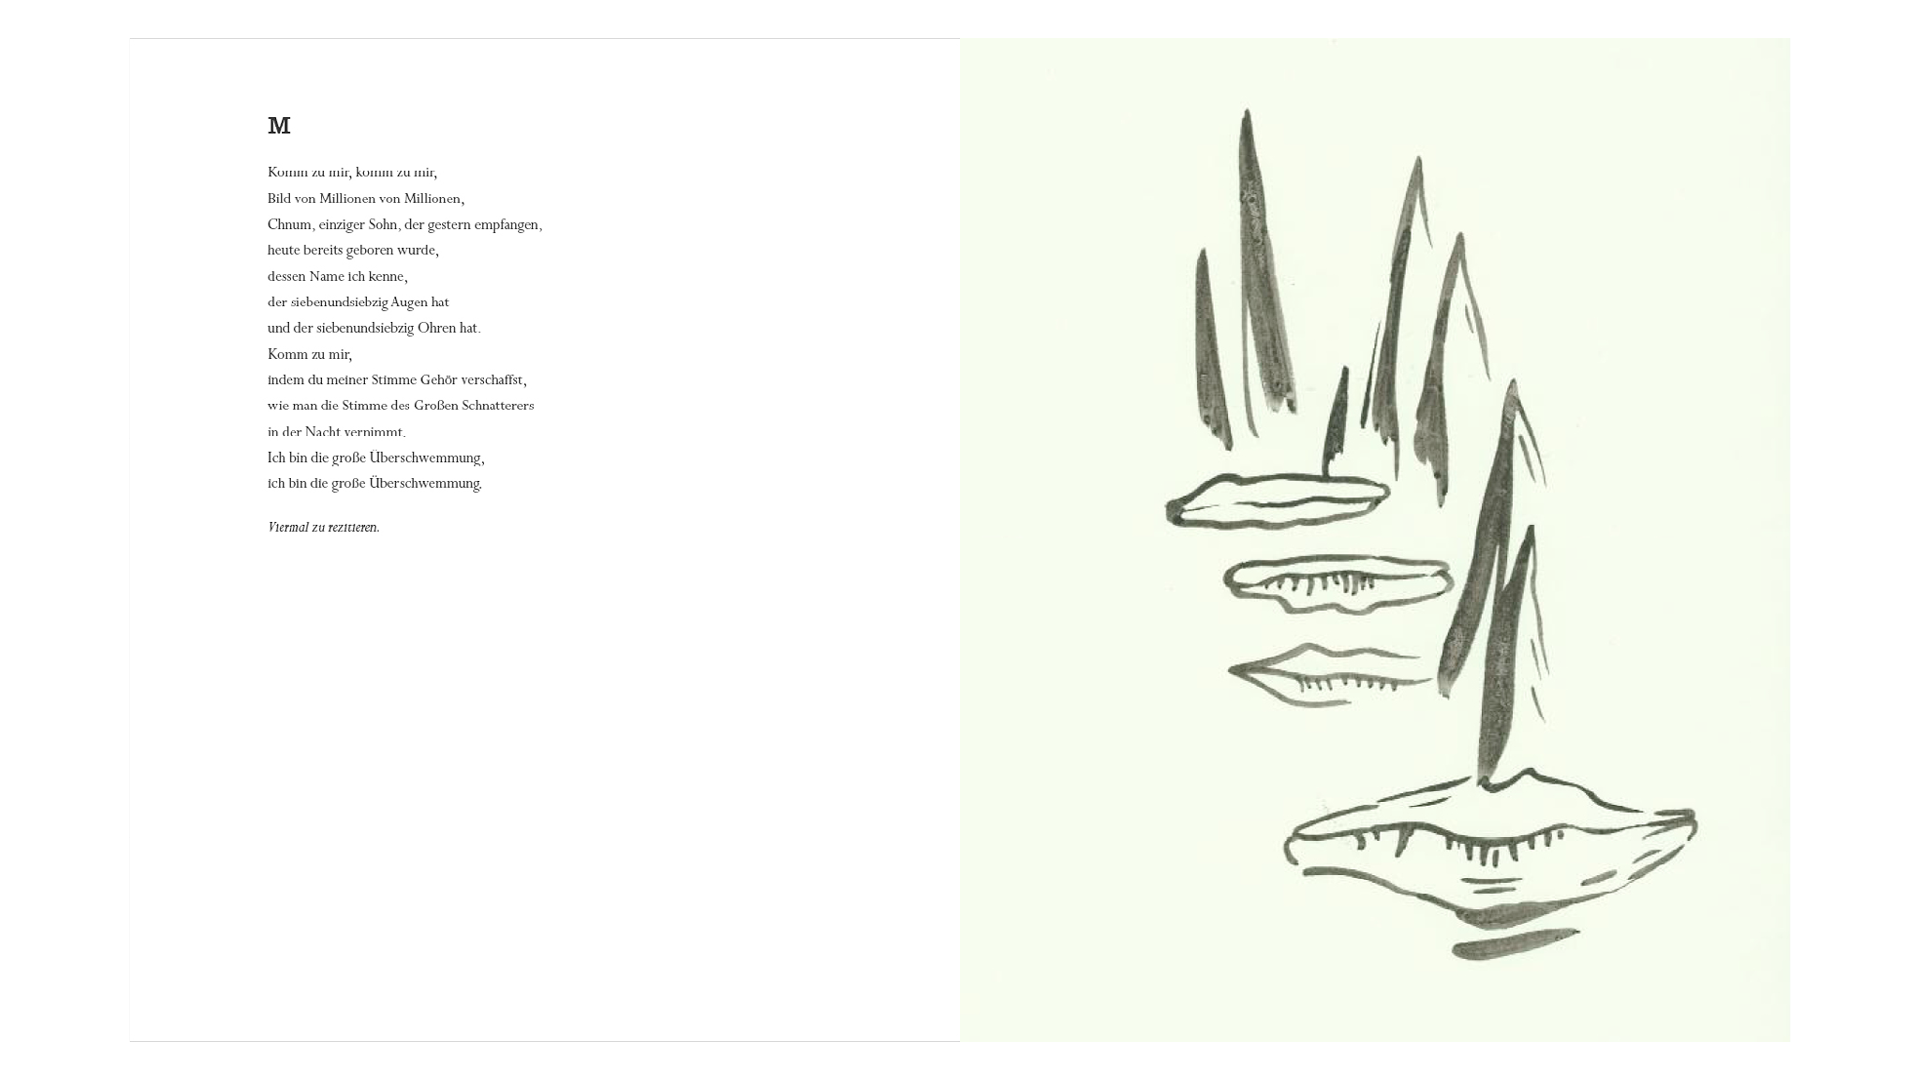 M
Komm zu mir, komm zu mir,
Bild von Millionen von Millionen,
Chnum, einziger Sohn, der gestern empfangen,
heute bereits geboren wurde,
dessen Name ich kenne,
der siebenundsiebzig Augen hat
und der siebenundsiebzig Ohren hat.
Komm zu mir,
indem du meiner Stimme Gehör verschaffst,
wie man die Stimme des Großen Schnatterers
in der Nacht vernimmt.
Ich bin die große Überschwemmung,
ich bin die große Überschwemmung.
Viermal zu rezitieren.